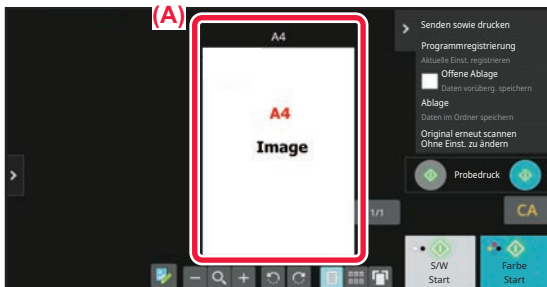 (A)
A4
A4
Image
1/1
Senden sowie drucken
Programmregistrierung
Aktuelle Einst. registrieren
Offene Ablage
Daten vorüberg. speichern
Ablage
Daten im Ordner speichern
Original erneut scannen
Ohne Einst. zu ändern
Probedruck
CA
S/W
Start
Farbe
Start